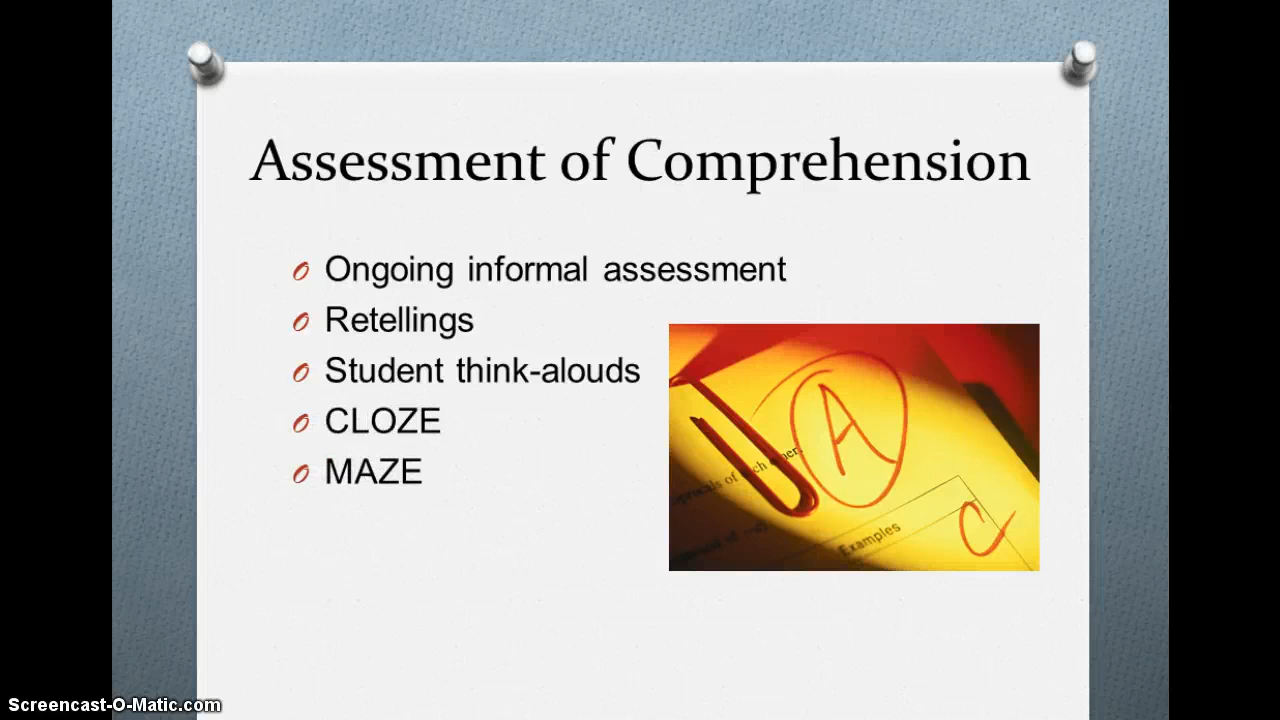 Assessment of Comprehension
Ongoing informal assessment
Retellings
Student think-alouds
CLOZE
MAZE
A
Examples
C
Screencast-O-Matic.com